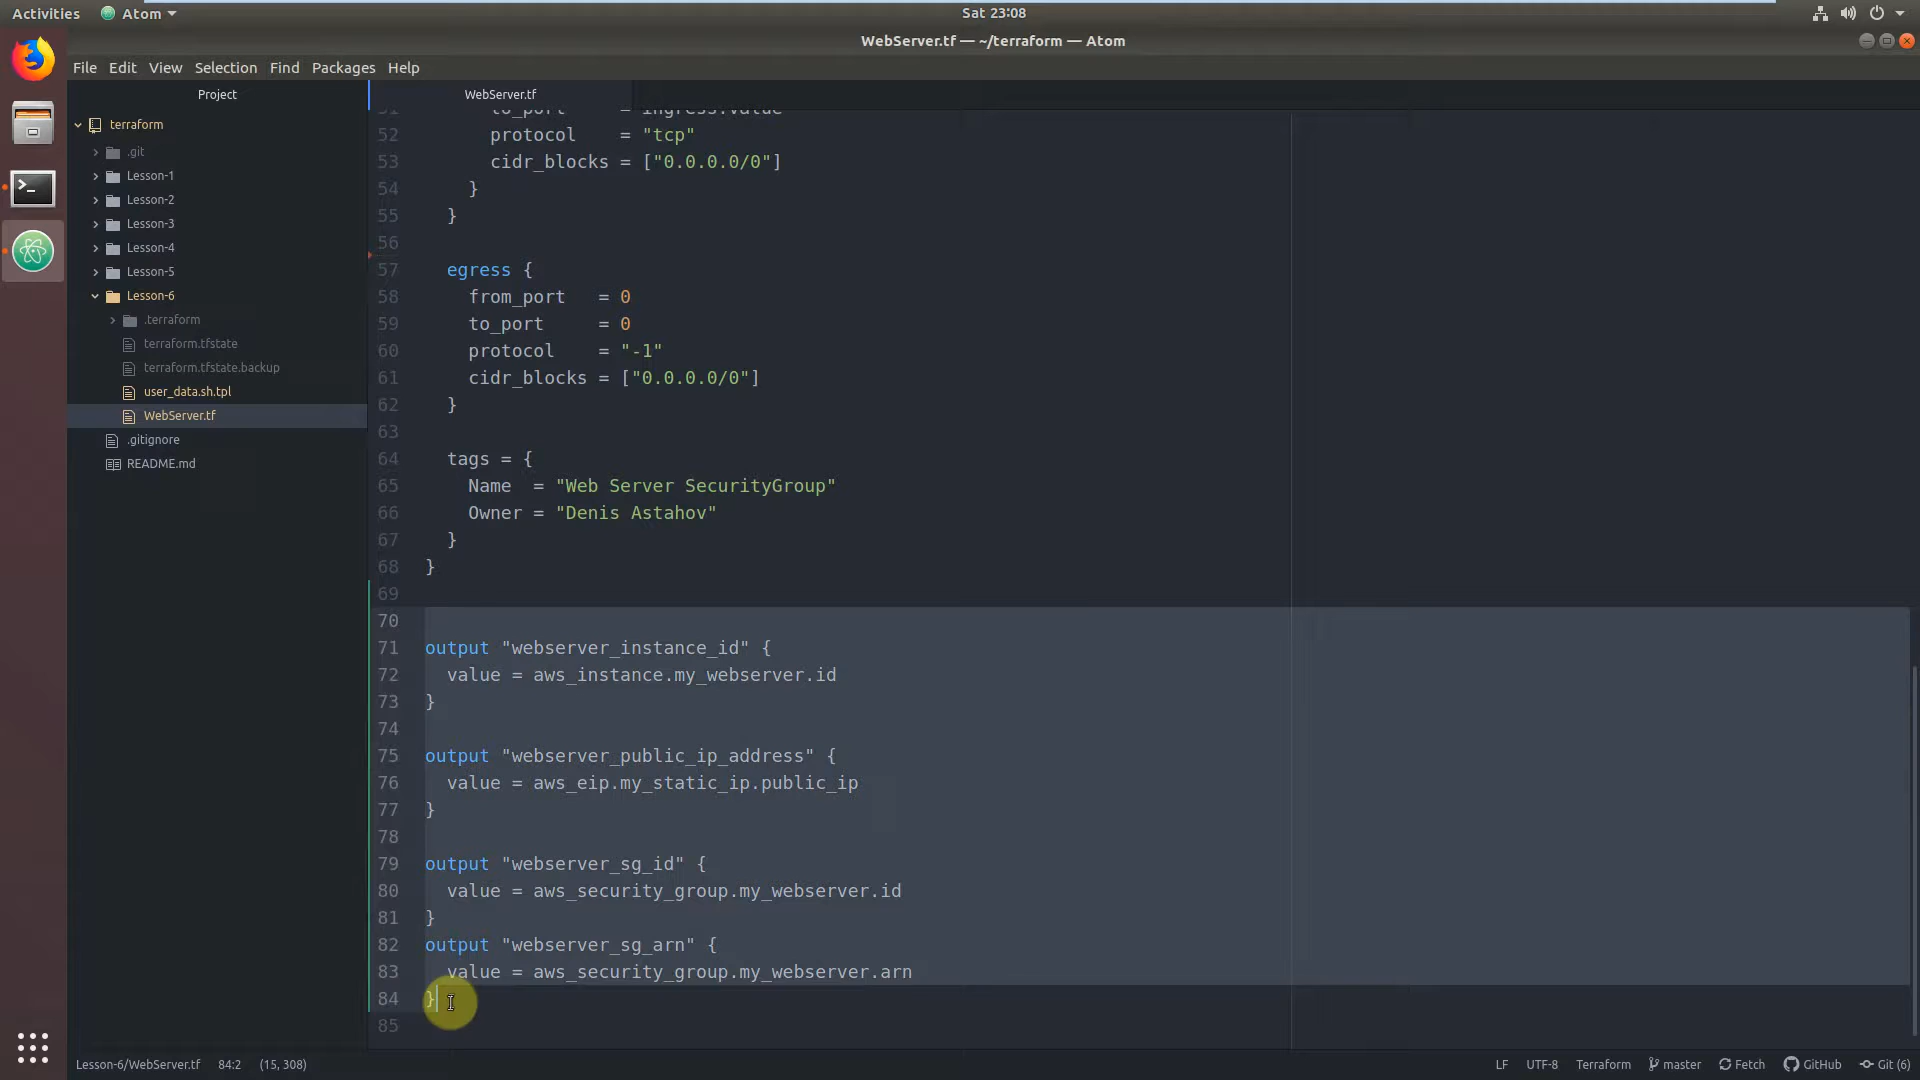 Activities Atom Sat 23:08
WebServer.tf — ~/terraform — Atom
File Edit View Selection Find Packages Help
Project
WebServer.tf
terraform
.git
Lesson-1
Lesson-2
Lesson-3
Lesson-4
Lesson-5
Lesson-6
.terraform
terraform.tfstate
terraform.tfstate.backup
user_data.sh.tpl
WebServer.tf
.gitignore
README.md
51 to_port = ingress.value
52 protocol = "tcp"
53 cidr_blocks = ["0.0.0.0/0"]
54 }
55 }
56
57 egress {
58 from_port = 0
59 to_port = 0
60 protocol = "-1"
61 cidr_blocks = ["0.0.0.0/0"]
62 }
63
64 tags = {
65 Name = "Web Server SecurityGroup"
66 Owner = "Denis Astahov"
67 }
68 }
69
70
71 output "webserver_instance_id" {
72 value = aws_instance.my_webserver.id
73 }
74
75 output "webserver_public_ip_address" {
76 value = aws_eip.my_static_ip.public_ip
77 }
78
79 output "webserver_sg_id" {
80 value = aws_security_group.my_webserver.id
81 }
82 output "webserver_sg_arn" {
83 value = aws_security_group.my_webserver.arn
84 }
85
Lesson-6/WebServer.tf 84:2 (15, 308) LF UTF-8 Terraform master Fetch GitHub Git (6)